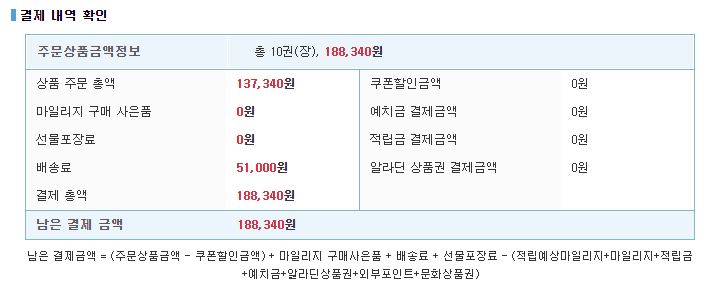 결제 내역 확인
주문상품금액정보 총 10권(장), 188,340원
상품 주문 총액 137,340원 쿠폰할인금액 0원
마일리지 구매 사은품 0원 예치금 결제금액 0원
선물포장료 0원 적립금 결제금액 0원
배송료 51,000원 알라딘 상품권 결제금액 0원
결제 총액 188,340원
남은 결제 금액 188,340원
남은 결제금액 = (주문상품금액 - 쿠폰할인금액) + 마일리지 구매사은품 + 배송료 + 선물포장료 - (적립예상마일리지+마일리지+적립금
+예치금+알라딘상품권+외부포인트+문화상품권)